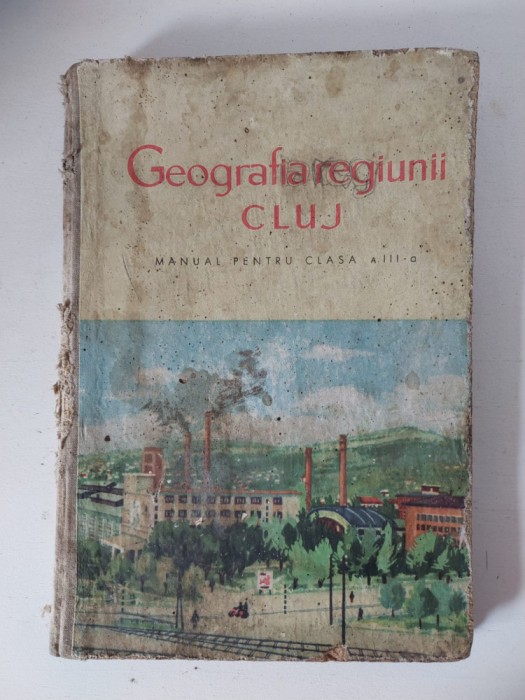 Geografia regiunii
CLUJ
MANUAL PENTRU CLASA a III-a